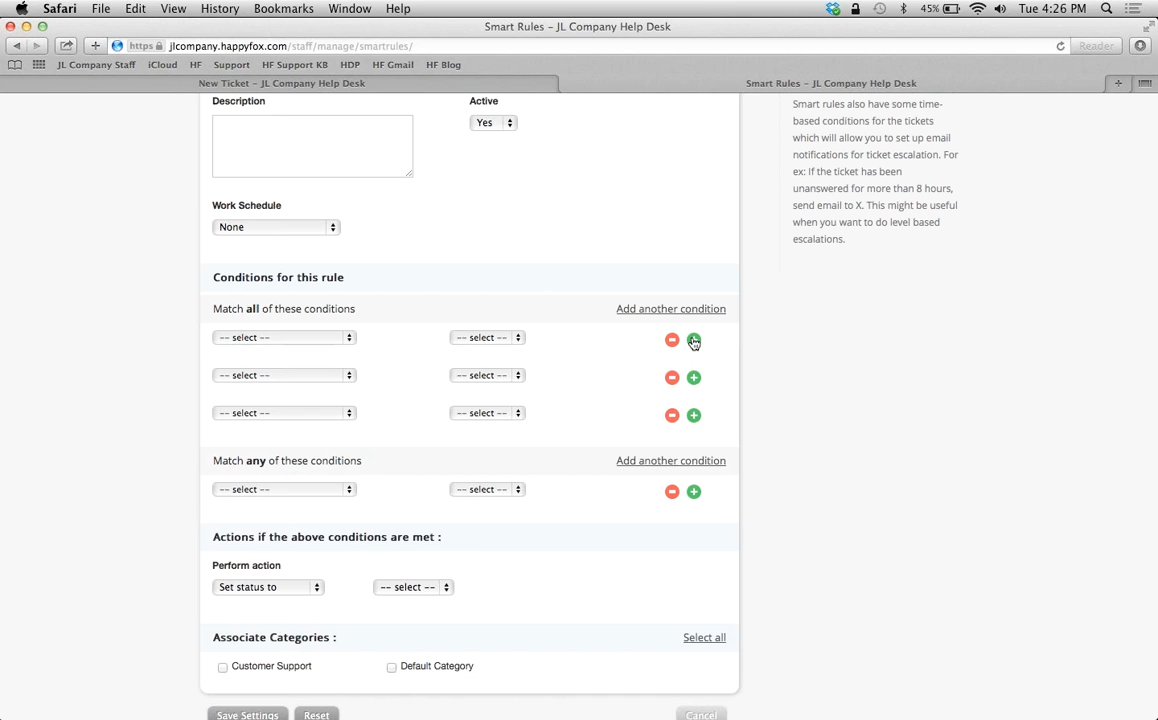 Safari File Edit View History Bookmarks Window Help 45% Tue 4:26 PM
Smart Rules – JL Company Help Desk
https jlcompany.happyfox.com/staff/manage/smartrules/ Reader
JL Company Staff iCloud HF Support HF Support KB HDP HF Gmail HF Blog
New Ticket – JL Company Help Desk Smart Rules – JL Company Help Desk
Description Active
Yes
Work Schedule
None
Conditions for this rule
Match all of these conditions Add another condition
-- select -- -- select --
-- select -- -- select --
-- select -- -- select --
Match any of these conditions Add another condition
-- select -- -- select --
Actions if the above conditions are met :
Perform action
Set status to -- select --
Associate Categories : Select all
Customer Support Default Category
Save Settings Reset Cancel
Smart rules also have some time-
based conditions for the tickets
which will allow you to set up email
notifications for ticket escalation. For
ex: If the ticket has been
unanswered for more than 8 hours,
send email to X. This might be useful
when you want to do level based
escalations.